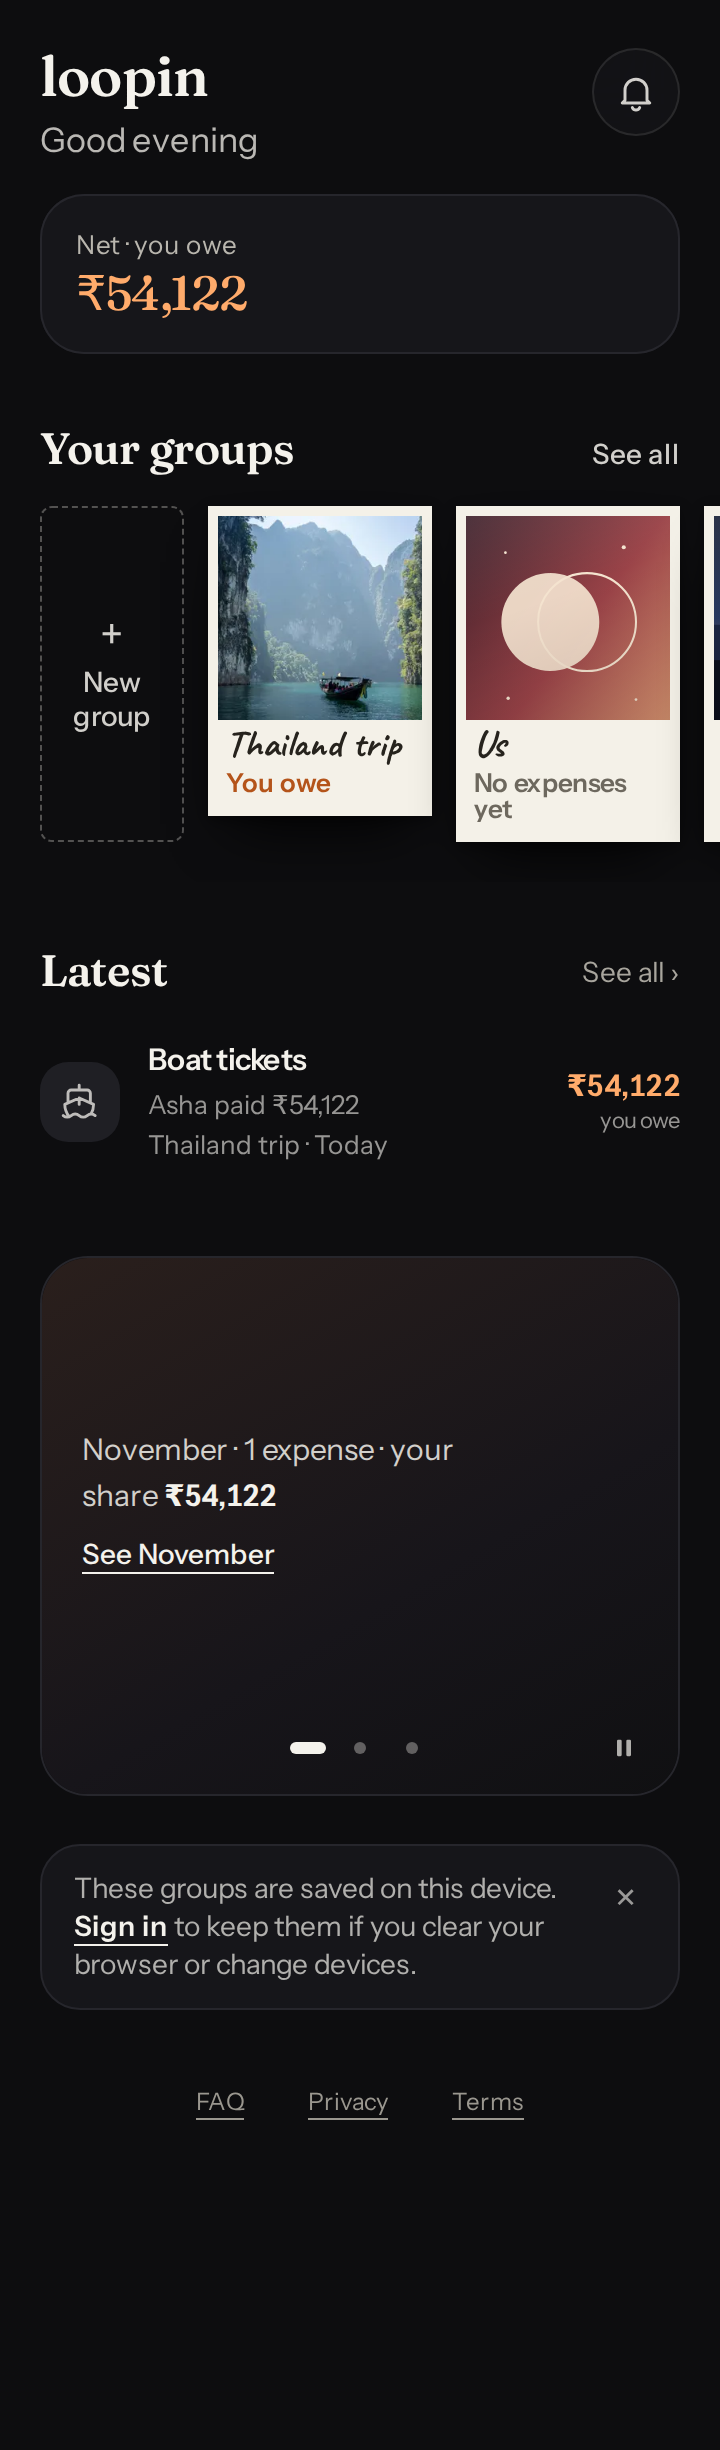 loopin
Good evening
Net · you owe
₹54,122
Your groups
See all
+
New
group
Thailand trip
You owe
Us
No expenses
yet
Latest
See all ›
Boat tickets
Asha paid ₹54,122
Thailand trip · Today
₹54,122
you owe
November · 1 expense · your
share ₹54,122
See November
These groups are saved on this device.
Sign in to keep them if you clear your
browser or change devices.
FAQ
Privacy
Terms